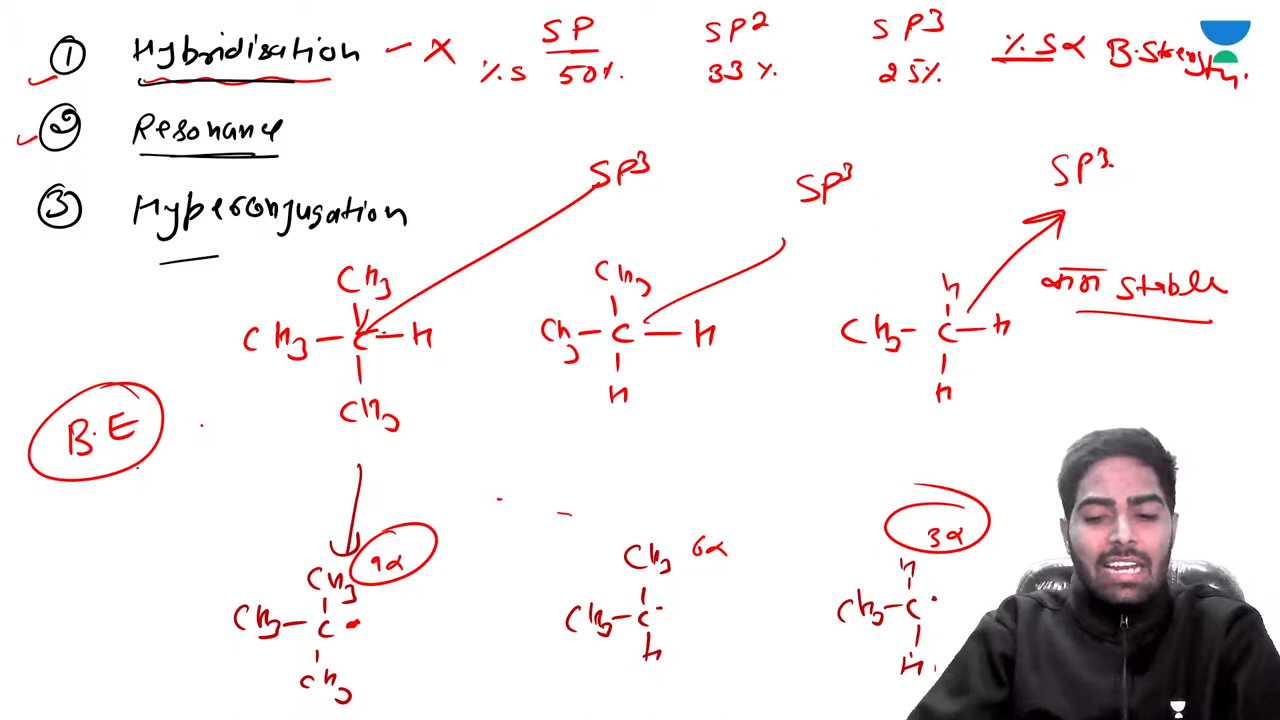 ① Hybridisation – X SP SP2 SP3 %S α B.Strength.
%S 50% 33% 25%
② Resonance
③ Hyperconjugation
SP3 SP3 SP3.
stable
CH3 CH3 H
CH3 – C – H CH3 – C – H CH3 – C – H
CH3 H H
B.E
9α 6α 3α
CH3 CH3 H
CH3 – C • CH3 – C • CH3 – C •
CH3 H H